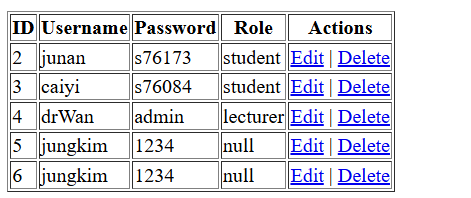 ID Username Password Role Actions
2 junan s76173 student Edit | Delete
3 caiyi s76084 student Edit | Delete
4 drWan admin lecturer Edit | Delete
5 jungkim 1234 null Edit | Delete
6 jungkim 1234 null Edit | Delete